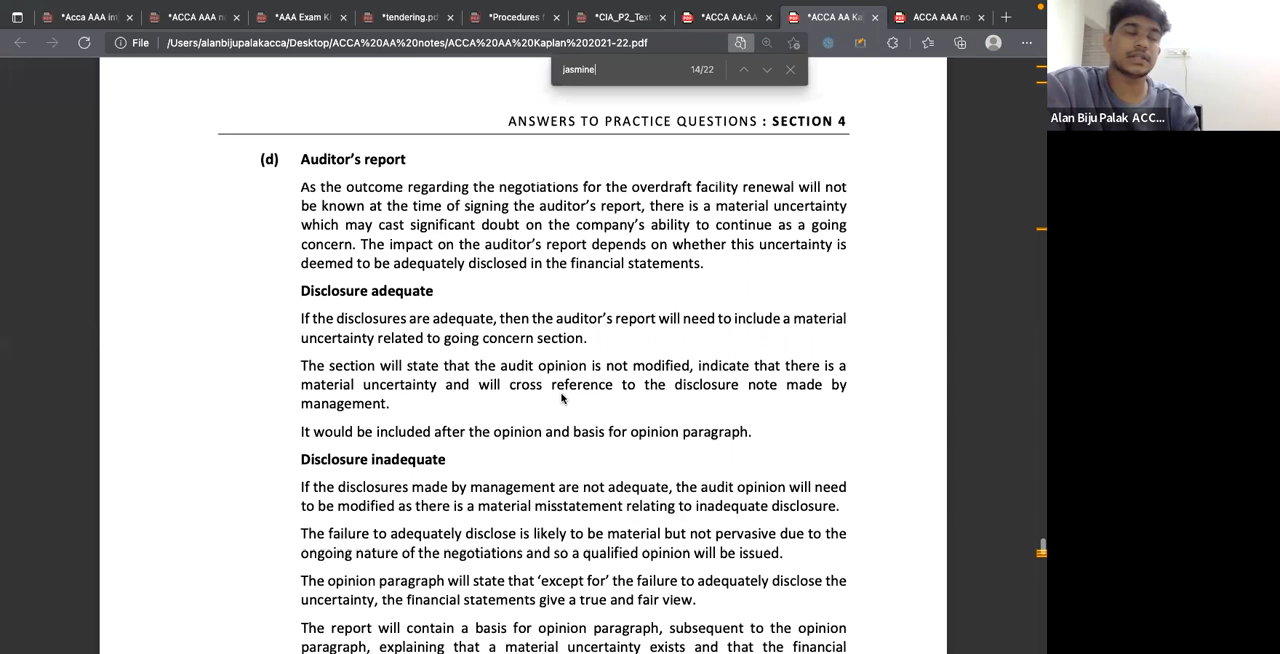 *Acca AAA im
*ACCA AAA n
*AAA Exam K
*tendering.pd
*Procedures f
*CIA_P2_Text
*ACCA AA:AA
*ACCA AA Ka
ACCA AAA no
File /Users/alanbijupalakacca/Desktop/ACCA%20AA%20notes/ACCA%20AA%20Kaplan%202021-22.pdf
jasmine 14/22
Alan Biju Palak ACC...
ANSWERS TO PRACTICE QUESTIONS : SECTION 4
(d) Auditor's report
As the outcome regarding the negotiations for the overdraft facility renewal will not
be known at the time of signing the auditor's report, there is a material uncertainty
which may cast significant doubt on the company's ability to continue as a going
concern. The impact on the auditor's report depends on whether this uncertainty is
deemed to be adequately disclosed in the financial statements.
Disclosure adequate
If the disclosures are adequate, then the auditor's report will need to include a material
uncertainty related to going concern section.
The section will state that the audit opinion is not modified, indicate that there is a
material uncertainty and will cross reference to the disclosure note made by
management.
It would be included after the opinion and basis for opinion paragraph.
Disclosure inadequate
If the disclosures made by management are not adequate, the audit opinion will need
to be modified as there is a material misstatement relating to inadequate disclosure.
The failure to adequately disclose is likely to be material but not pervasive due to the
ongoing nature of the negotiations and so a qualified opinion will be issued.
The opinion paragraph will state that 'except for' the failure to adequately disclose the
uncertainty, the financial statements give a true and fair view.
The report will contain a basis for opinion paragraph, subsequent to the opinion
paragraph, explaining that a material uncertainty exists and that the financial